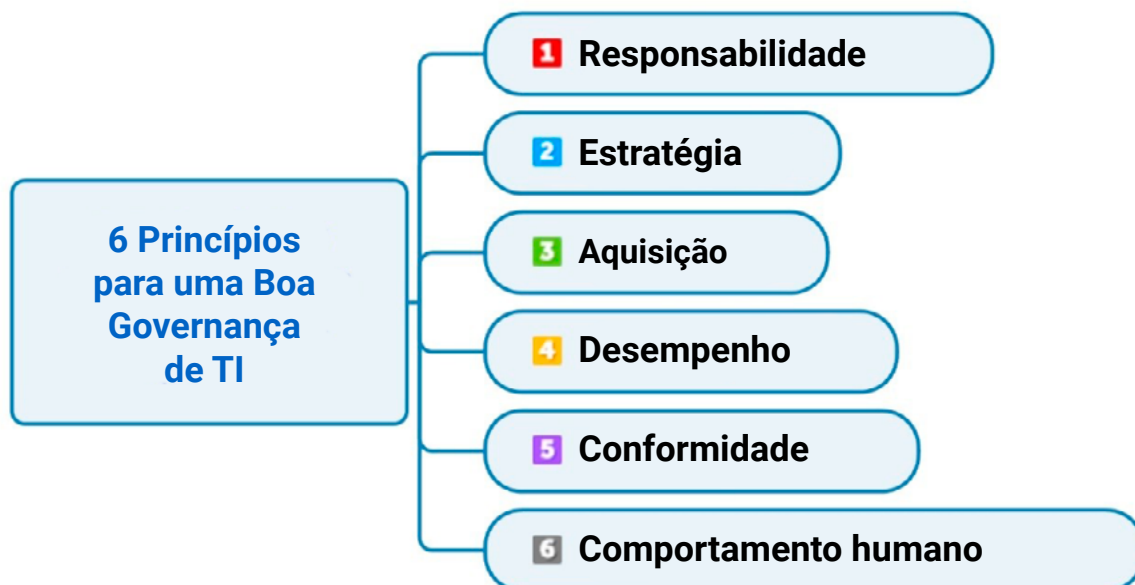 6 Princípios
para uma Boa
Governança
de TI
1 Responsabilidade
2 Estratégia
3 Aquisição
4 Desempenho
5 Conformidade
6 Comportamento humano